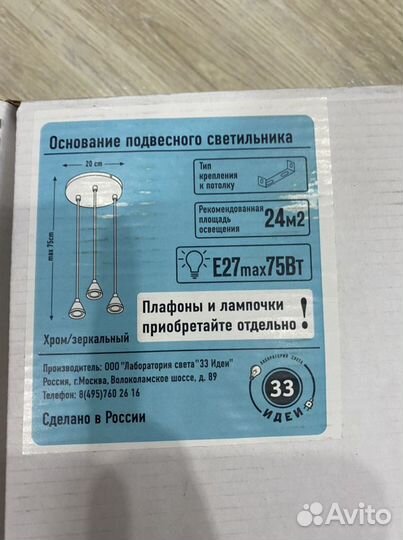 Основание подвесного светильника
20 cm
max 75cm
Тип
крепления
к потолку
Рекомендованная
площадь
освещения
24м2
E27max75Вт
Плафоны и лампочки
приобретайте отдельно !
Хром/зеркальный
Производитель: ООО "Лаборатория света"33 Идеи"
Россия, г.Москва, Волоколамское шоссе, д. 89
Телефон: 8(495)760 26 16
Сделано в России
ЛАБОРАТОРИЯ СВЕТА
33
ИДЕИ
Avito